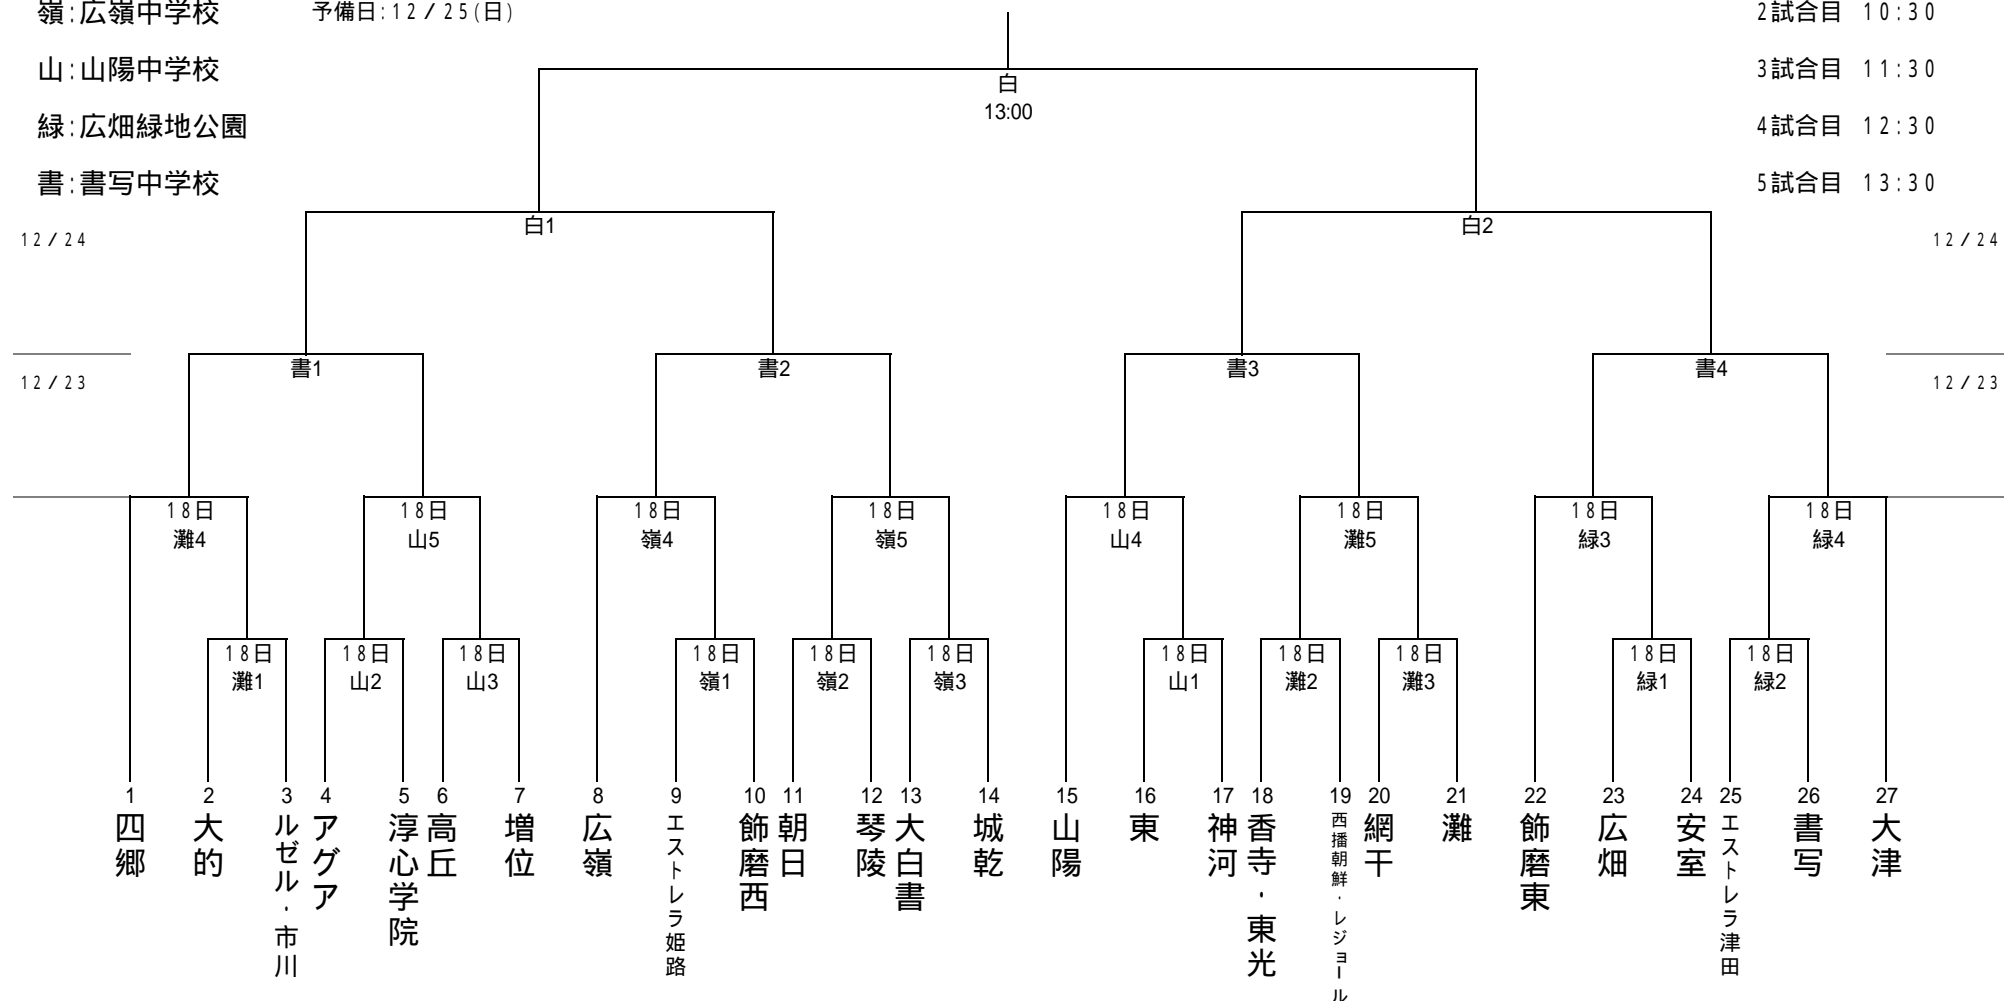 嶺:広嶺中学校 予備日:12/25(日) 2試合目 10:30
山:山陽中学校 3試合目 11:30
白
13:00
緑:広畑緑地公園 4試合目 12:30
書:書写中学校 5試合目 13:30
白1 白2
12/24 12/24
書1 書2 書3 書4
12/23 12/23
18日 18日 18日 18日 18日 18日 18日 18日
灘4 山5 嶺4 嶺5 山4 灘5 緑3 緑4
18日 18日 18日 18日 18日 18日 18日 18日 18日 18日 18日
灘1 山2 山3 嶺1 嶺2 嶺3 山1 灘2 灘3 緑1 緑2
1 2 3 4 5 6 7 8 9 10 11 12 13 14 15 16 17 18 19 20 21 22 23 24 25 26 27
四郷
大的
ルゼル・市川
アグア
淳心学院
高丘
増位
広嶺
エストレラ姫路
飾磨西
朝日
琴陵
大白書
城乾
山陽
東
神河
香寺・東光
西播朝鮮・レジョール
網干
灘
飾磨東
広畑
安室
エストレラ津田
書写
大津